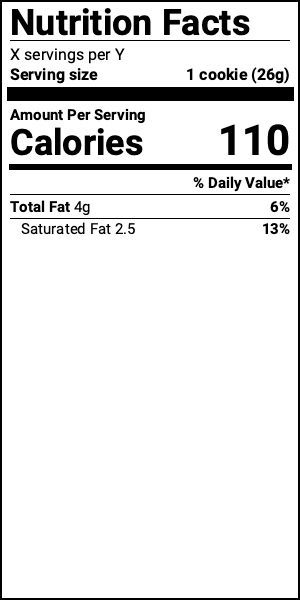 Nutrition Facts
X servings per Y
Serving size 1 cookie (26g)
Amount Per Serving
Calories 110
% Daily Value*
Total Fat 4g 6%
Saturated Fat 2.5 13%